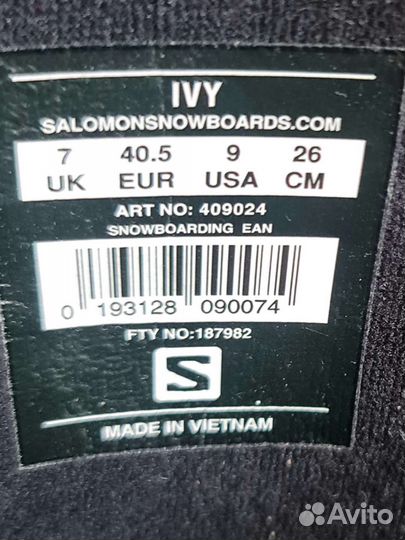 IVY
SALOMONSNOWBOARDS.COM
7 40.5 9 26
UK EUR USA CM
ART NO: 409024
SNOWBOARDING EAN
0 193128 090074
FTY NO:187982
S
MADE IN VIETNAM
Avito